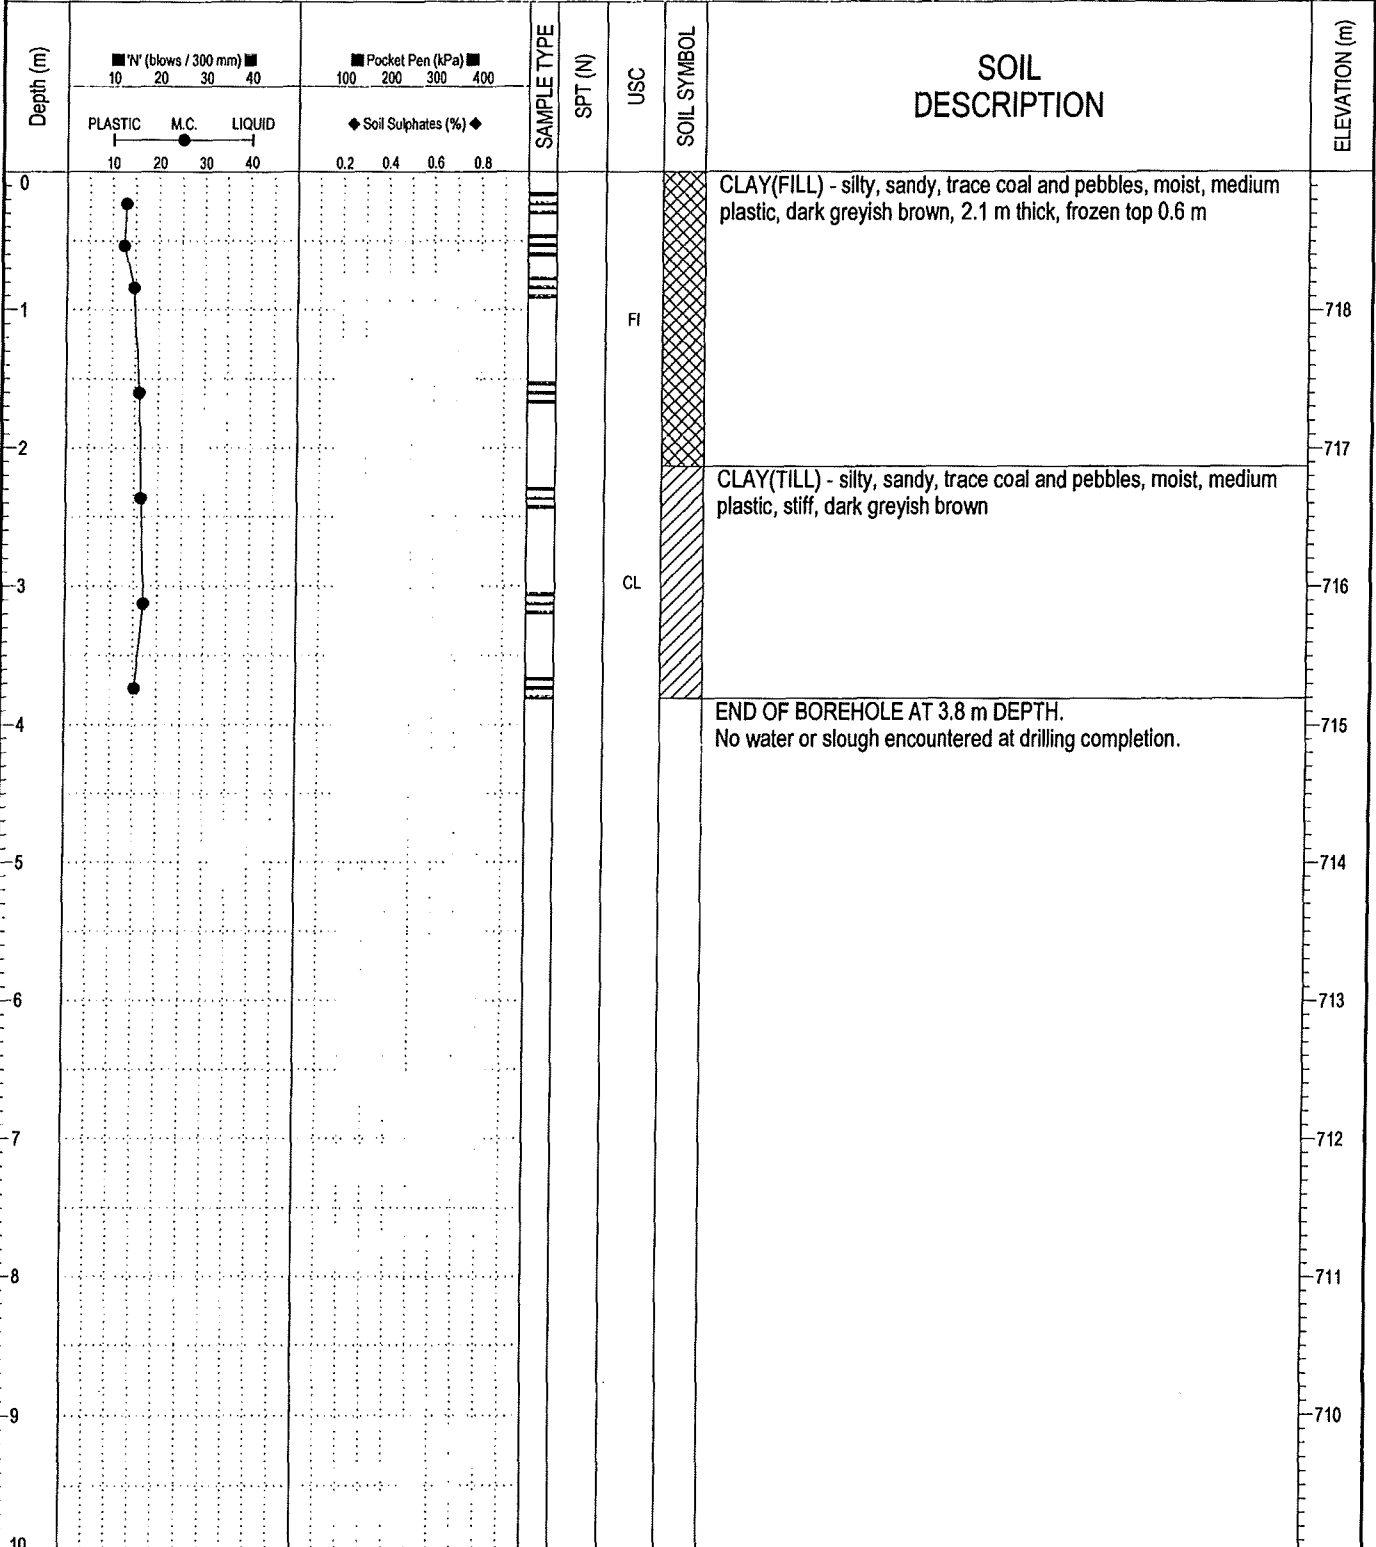 Depth (m)
■ 'N' (blows / 300 mm) ■
10 20 30 40
PLASTIC M.C. LIQUID
10 20 30 40
■ Pocket Pen (kPa) ■
100 200 300 400
◆ Soil Sulphates (%) ◆
0.2 0.4 0.6 0.8
SAMPLE TYPE
SPT (N)
USC
SOIL SYMBOL
SOIL
DESCRIPTION
ELEVATION (m)
0
CLAY(FILL) - silty, sandy, trace coal and pebbles, moist, medium
plastic, dark greyish brown, 2.1 m thick, frozen top 0.6 m
1
FI
718
2
717
CLAY(TILL) - silty, sandy, trace coal and pebbles, moist, medium
plastic, stiff, dark greyish brown
3
CL
716
END OF BOREHOLE AT 3.8 m DEPTH.
4
715
No water or slough encountered at drilling completion.
5
714
6
713
7
712
8
711
9
710
10